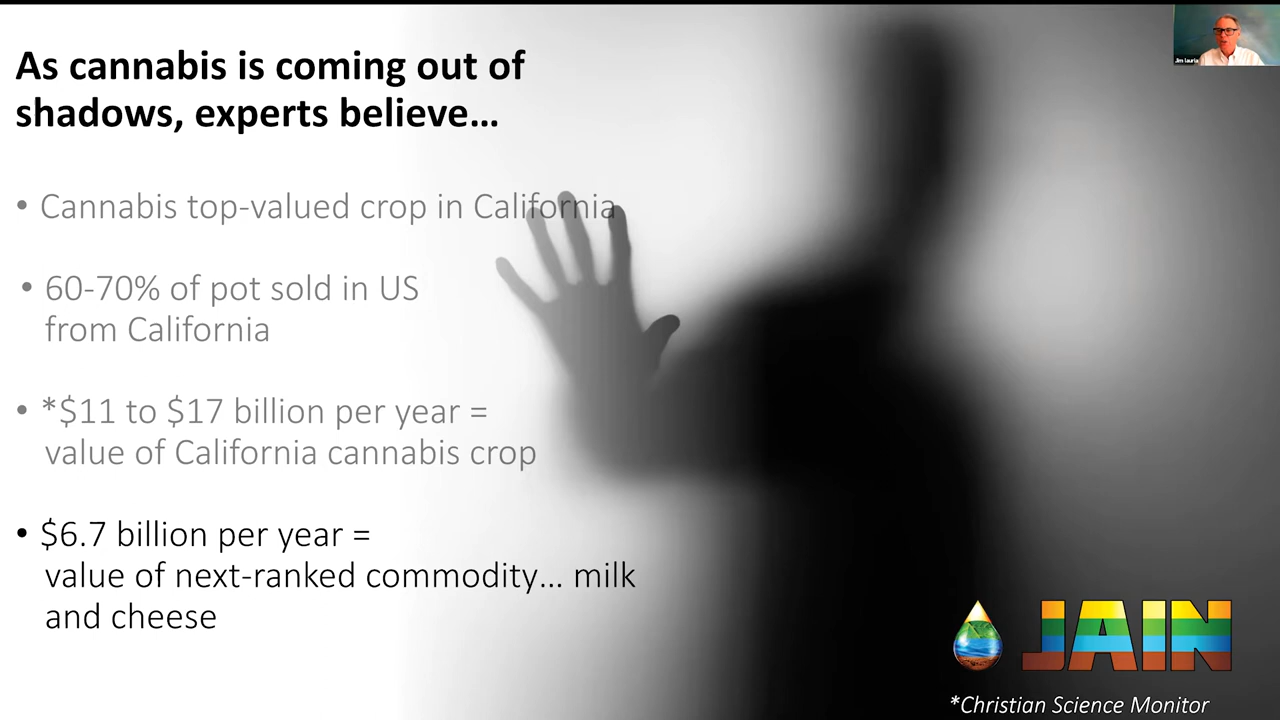 As cannabis is coming out of
shadows, experts believe…
• Cannabis top-valued crop in California
• 60-70% of pot sold in US
from California
• *$11 to $17 billion per year =
value of California cannabis crop
• $6.7 billion per year =
value of next-ranked commodity… milk
and cheese
Jim Lauria
JAIN
*Christian Science Monitor